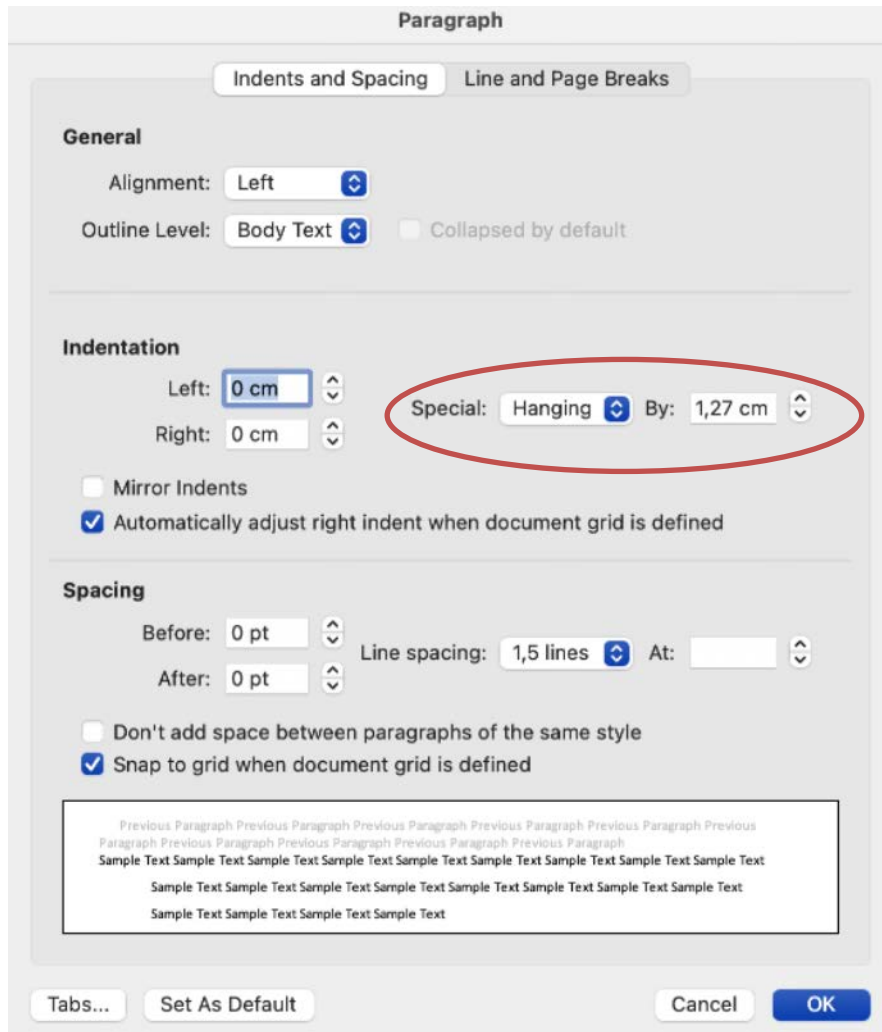 Paragraph
Indents and Spacing Line and Page Breaks
General
Alignment: Left
Outline Level: Body Text Collapsed by default
Indentation
Left: 0 cm
Special: Hanging By: 1,27 cm
Right: 0 cm
Mirror Indents
Automatically adjust right indent when document grid is defined
Spacing
Before: 0 pt
Line spacing: 1,5 lines At:
After: 0 pt
Don't add space between paragraphs of the same style
Snap to grid when document grid is defined
Previous Paragraph Previous Paragraph Previous Paragraph Previous Paragraph Previous Paragraph Previous
Paragraph Previous Paragraph Previous Paragraph Previous Paragraph Previous Paragraph
Sample Text Sample Text Sample Text Sample Text Sample Text Sample Text Sample Text Sample Text Sample Text
Sample Text Sample Text Sample Text Sample Text Sample Text Sample Text Sample Text Sample Text
Sample Text Sample Text Sample Text Sample Text
Tabs... Set As Default Cancel OK